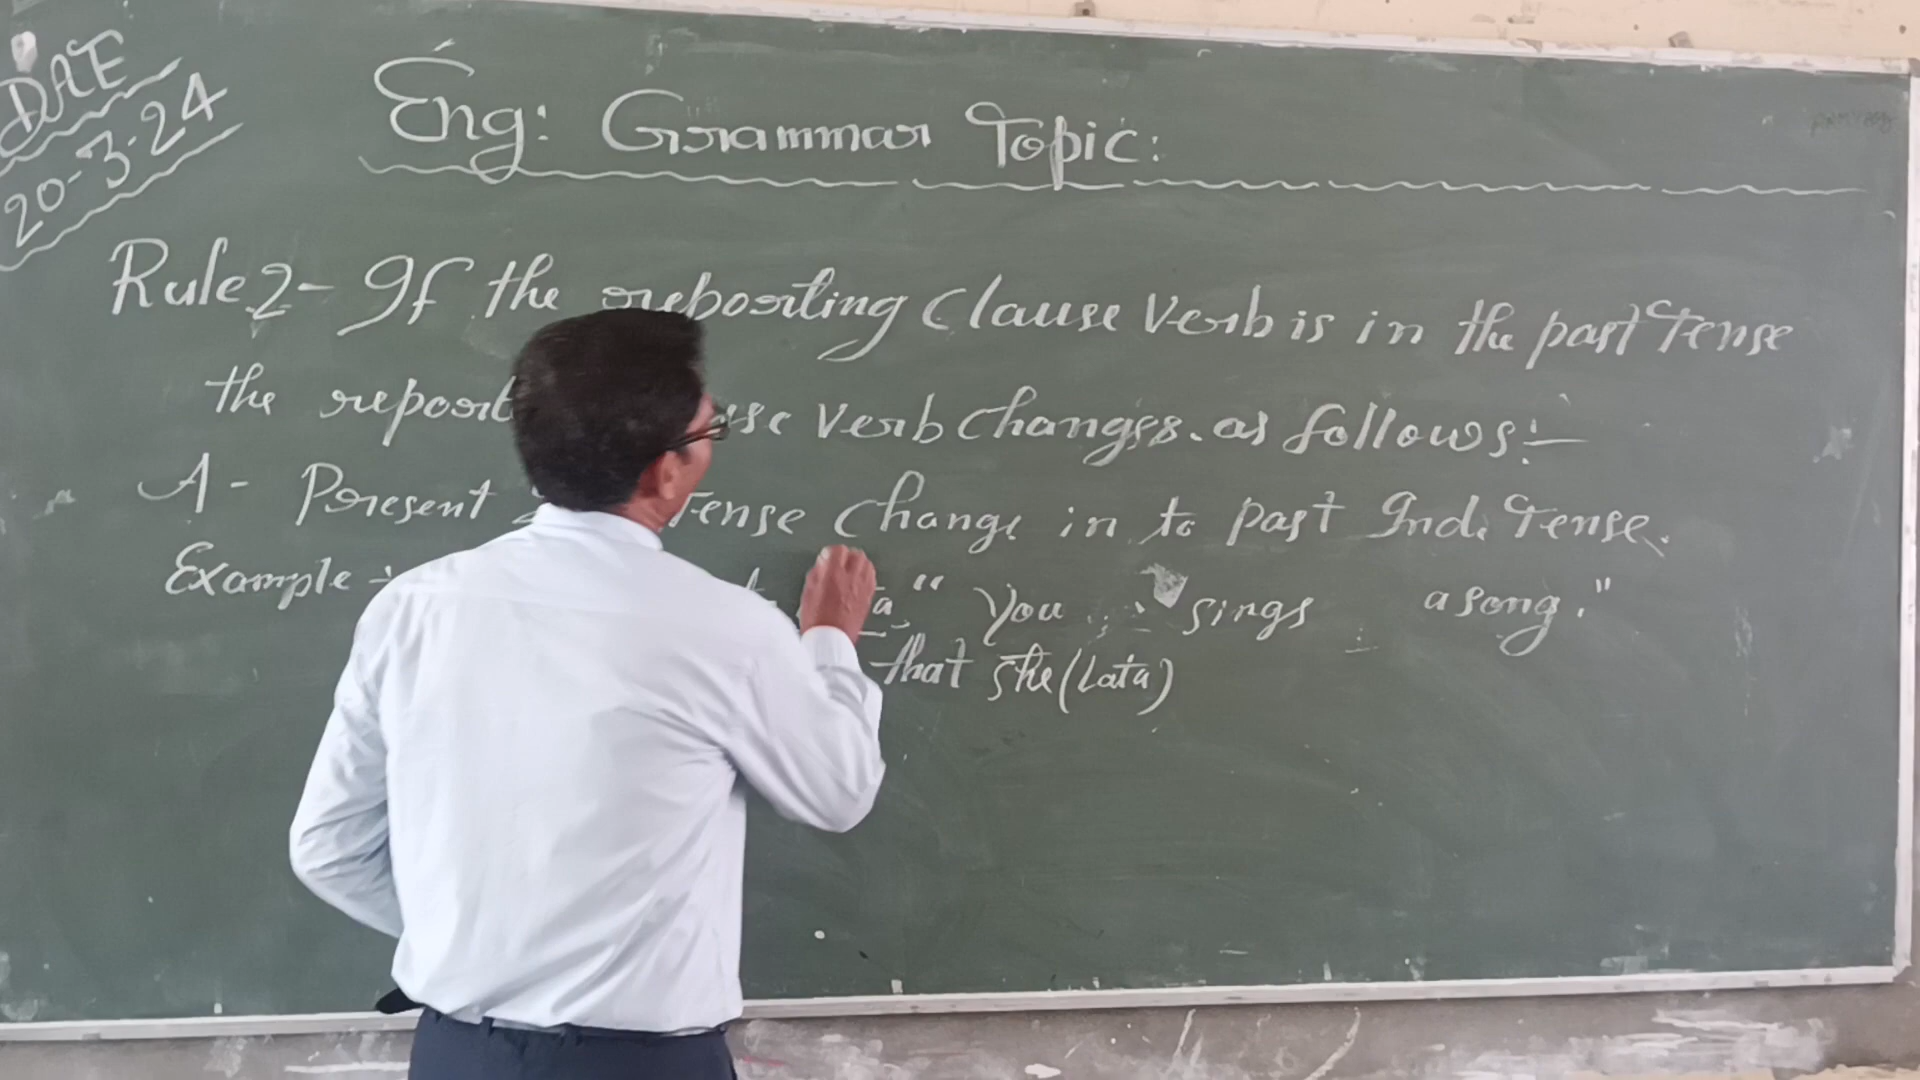 DATE
20-3-24
Eng: Grammar Topic:
Rule 2- If the reporting Clause Verb is in the past Tense
the report use Verb changes. as follows:-
A- Present Tense Change in to past Ind. Tense.
Example " You sings a song."
that She (Lata)